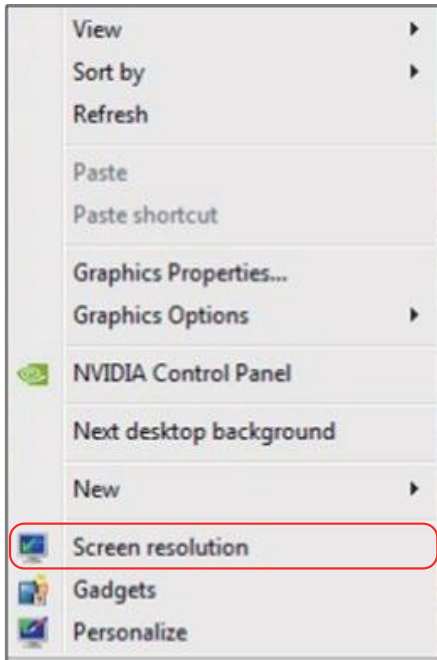 View
Sort by
Refresh
Paste
Paste shortcut
Graphics Properties...
Graphics Options
NVIDIA Control Panel
Next desktop background
New
Screen resolution
Gadgets
Personalize